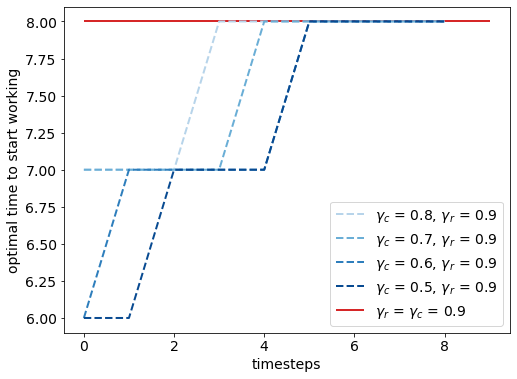 8.00
7.75
7.50
7.25
7.00
6.75
6.50
6.25
6.00
optimal time to start working
0 2 4 6 8
timesteps
γc = 0.8, γr = 0.9
γc = 0.7, γr = 0.9
γc = 0.6, γr = 0.9
γc = 0.5, γr = 0.9
γr = γc = 0.9